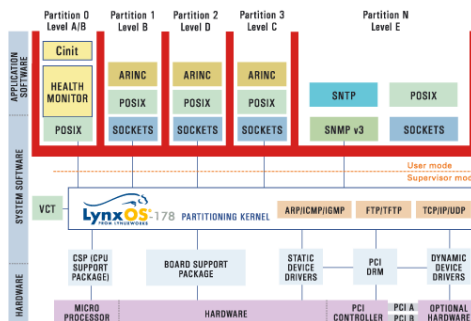 Partition 0
Level A/B
Partition 1
Level B
Partition 2
Level D
Partition 3
Level C
Partition N
Level E
APPLICATION
SOFTWARE
Cinit
HEALTH
MONITOR
POSIX
ARINC
POSIX
SOCKETS
ARINC
POSIX
SOCKETS
ARINC
POSIX
SOCKETS
SNTP
POSIX
SNMP v3
SOCKETS
SYSTEM SOFTWARE
User mode
Supervisor mod
VCT
LynxOS-178
FROM LYNUXWORKS
PARTITIONING KERNEL
ARP/ICMP/IGMP
FTP/TFTP
TCP/IP/UDP
CSP (CPU
SUPPORT
PACKAGE)
BOARD SUPPORT
PACKAGE
STATIC
DEVICE
DRIVERS
PCI
DRM
DYNAMIC
DEVICE
DRIVERS
HARDWARE
MICRO
PROCESSOR
HARDWARE
PCI
CONTROLLER
PCI A
PCI B
OPTIONAL
HARDWARE